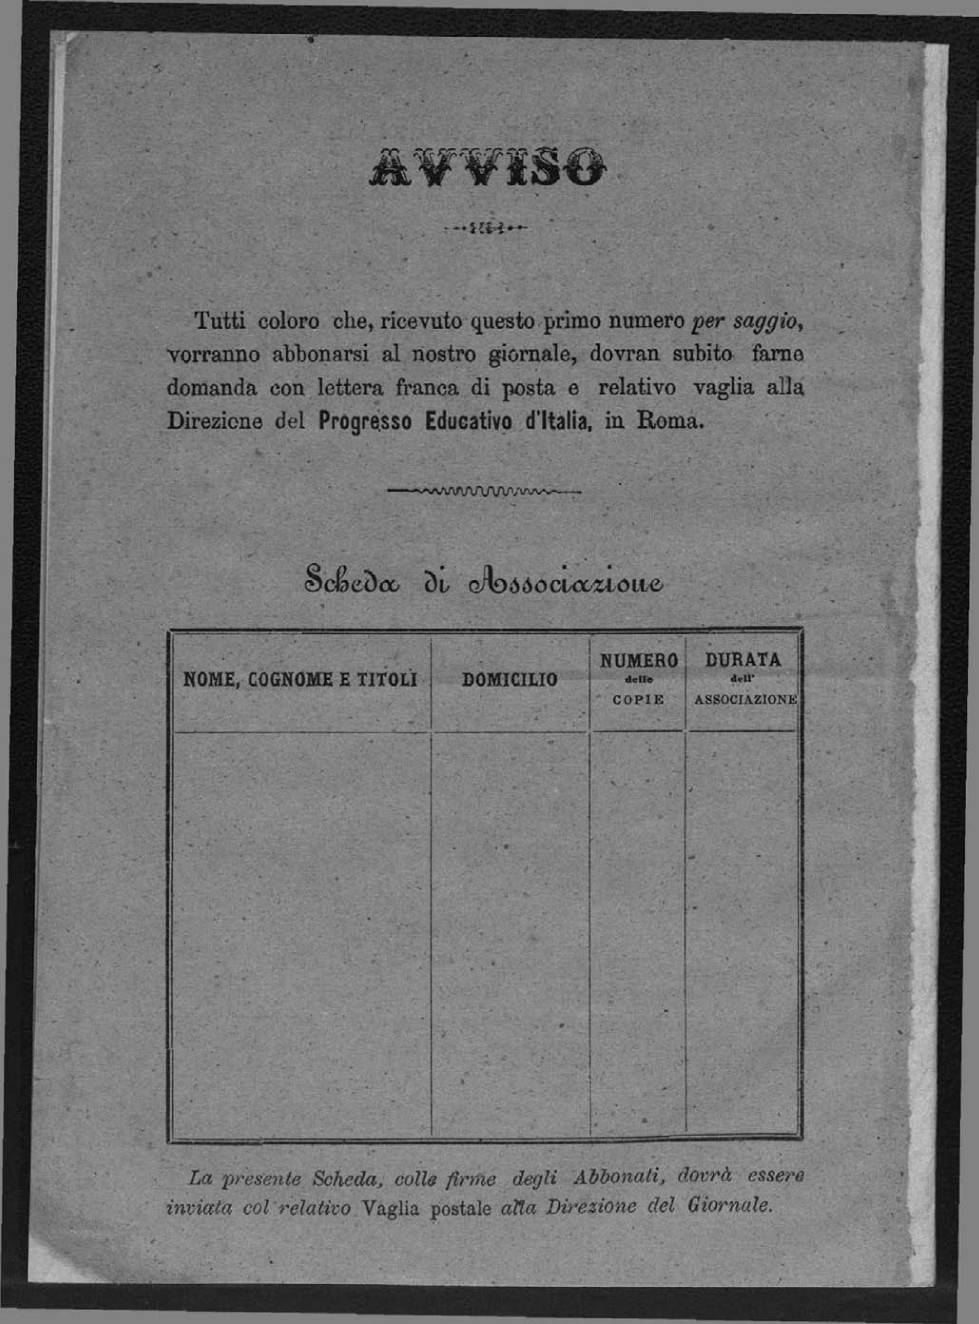 AVVISO
Tutti coloro che, ricevuto questo primo numero per saggio,
vorranno abbonarsi al nostro giornale, dovran subito farne
domanda con lettera franca di posta e relativo vaglia alla
Direzione del Progresso Educativo d'Italia, in Roma.
Scheda di Associazione
NOME, COGNOME E TITOLI
DOMICILIO
NUMERO
delle
COPIE
DURATA
dell'
ASSOCIAZIONE
La presente Scheda, colle firme degli Abbonati, dovrà essere
inviata col relativo Vaglia postale alla Direzione del Giornale.